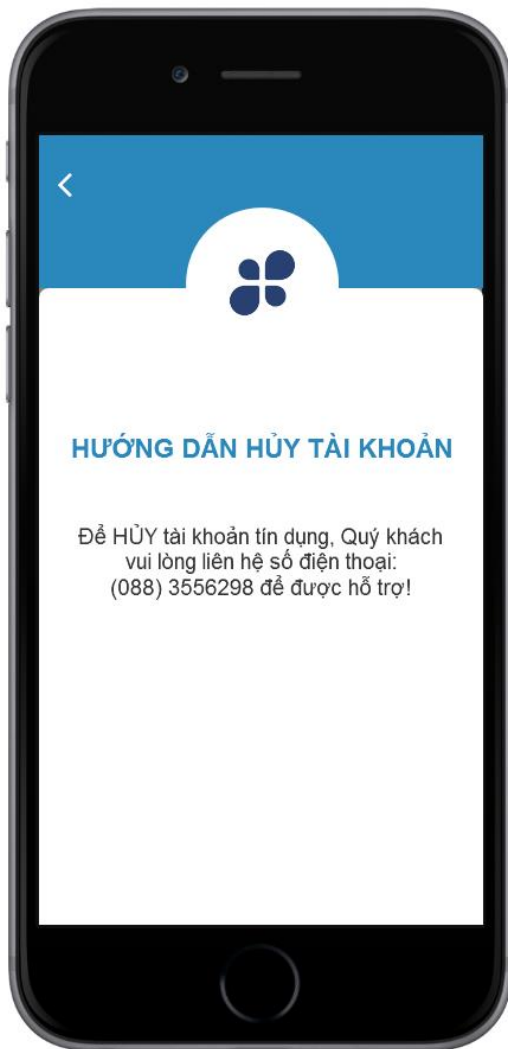 HƯỚNG DẪN HỦY TÀI KHOẢN
Để HỦY tài khoản tín dụng, Quý khách
vui lòng liên hệ số điện thoại:
(088) 3556298 để được hỗ trợ!